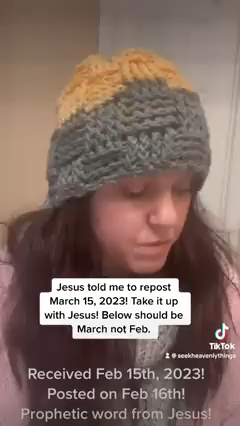 Jesus told me to repost
March 15, 2023! Take it up
with Jesus! Below should be
March not Feb.
TikTok
@seekheavenlythings
Received Feb 15th, 2023!
Posted on Feb 16th!
Prophetic word from Jesus!